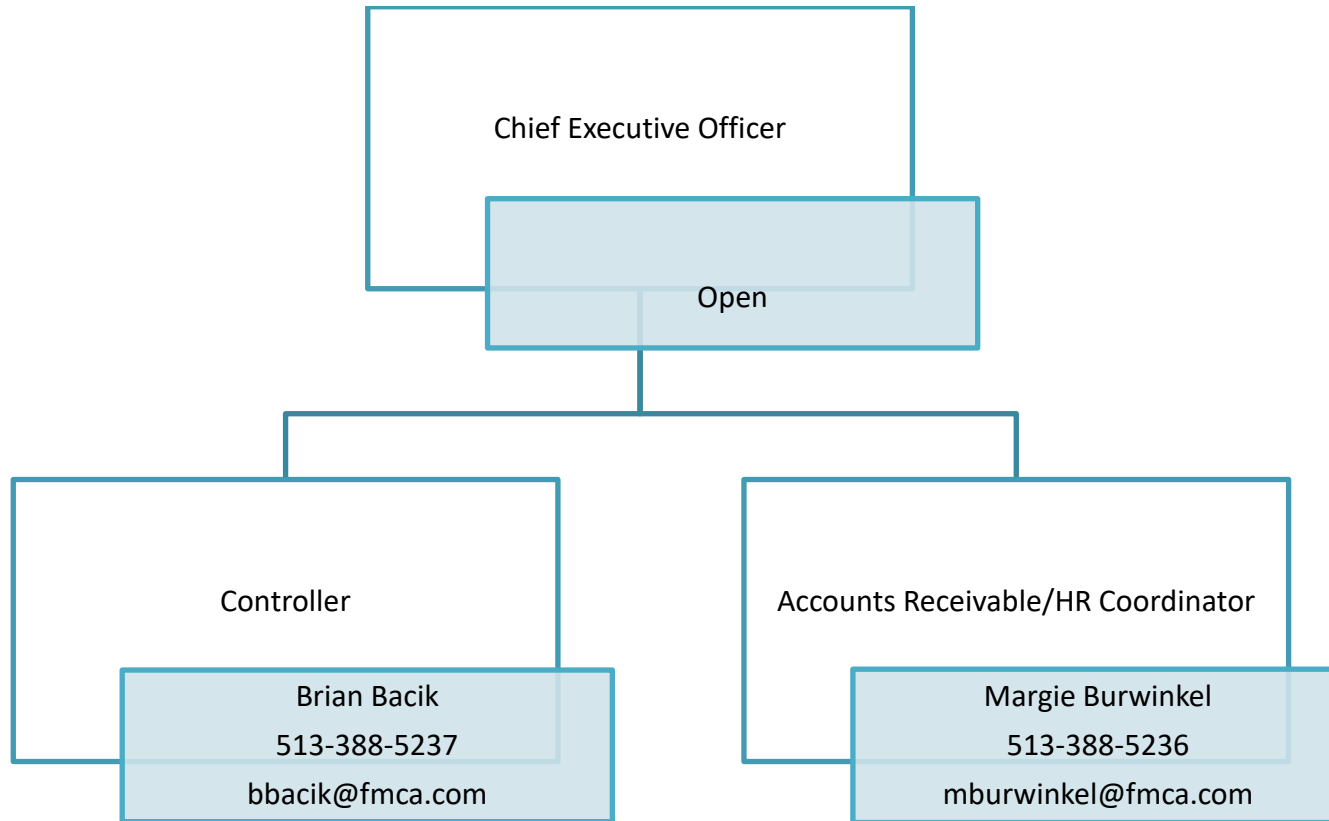 Chief Executive Officer
Open
Controller
Brian Bacik
513-388-5237
bbacik@fmca.com
Accounts Receivable/HR Coordinator
Margie Burwinkel
513-388-5236
mburwinkel@fmca.com